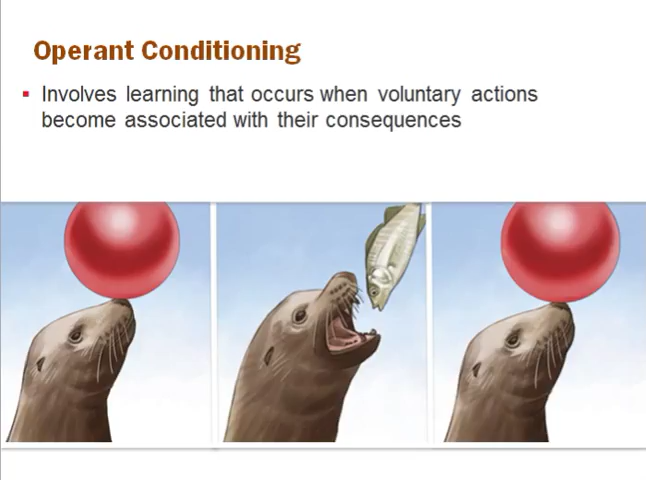 Operant Conditioning
▪ Involves learning that occurs when voluntary actions
become associated with their consequences